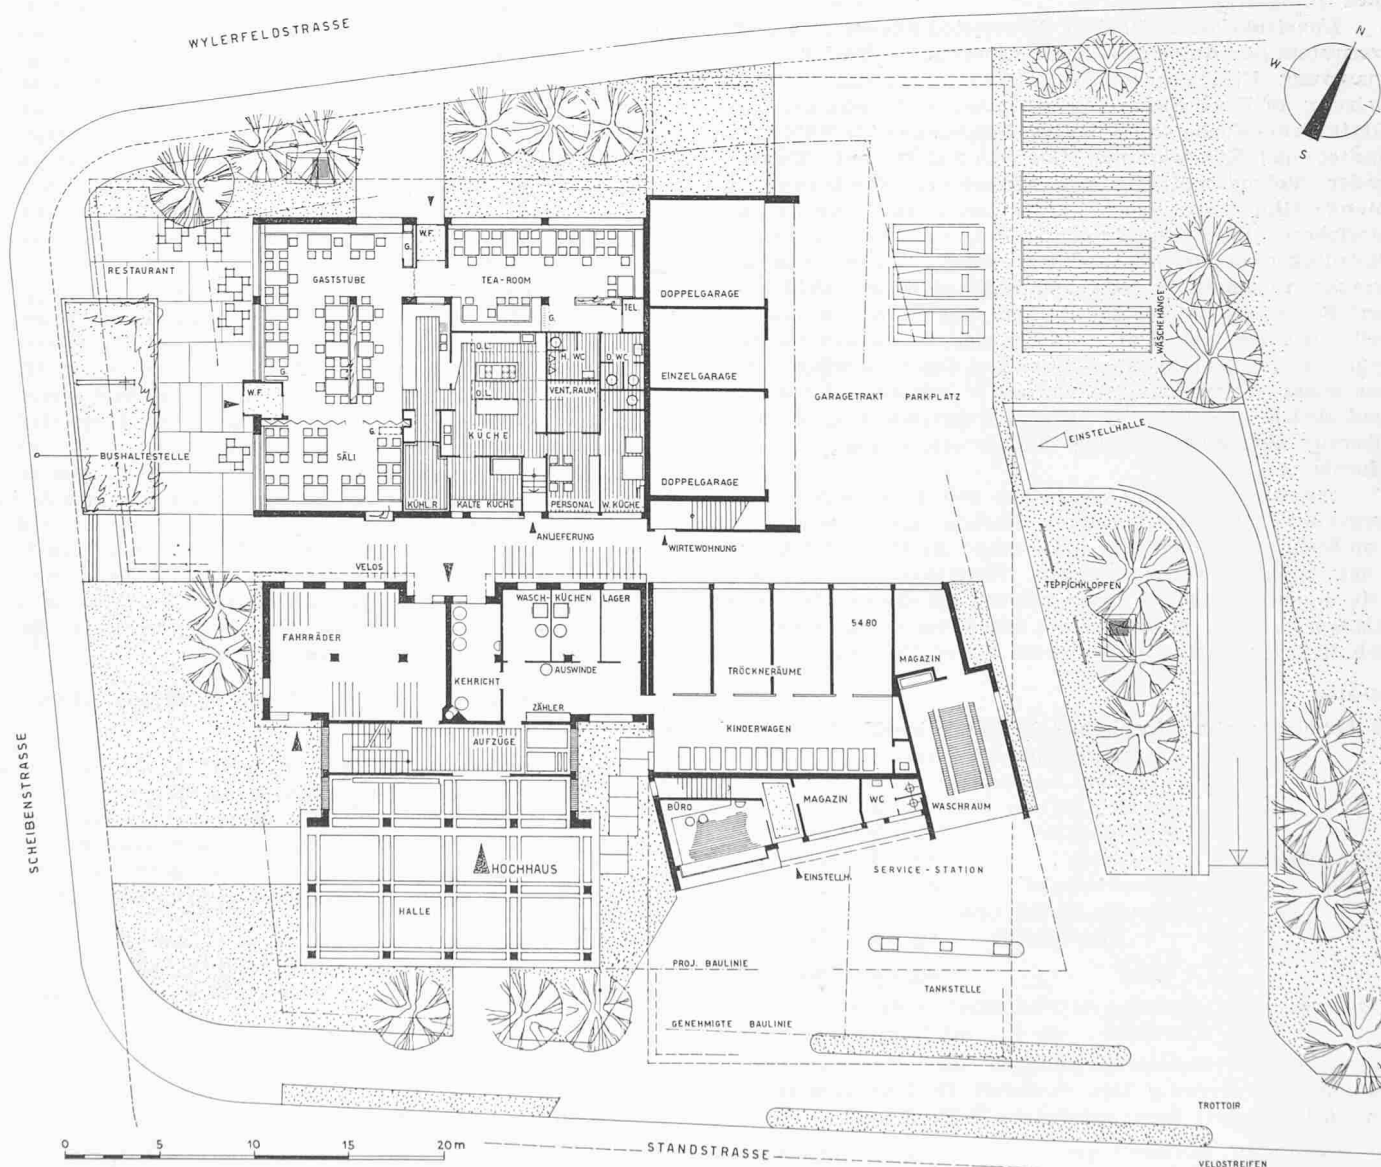 WYLERFELDSTRASSE
N
W
S
RESTAURANT
GASTSTUBE
G.
W.F.
TEA-ROOM
G.
TEL.
DOPPELGARAGE
WÄSCHEHÄNGE
O.L.
H.WC
D.WC
EINZELGARAGE
G.
W.F.
O.L.
VENT.RAUM
GARAGETRAKT PARKPLATZ
G.
KÜCHE
EINSTELLHALLE
BUSHALTESTELLE
SÄLI
DOPPELGARAGE
KÜHL.R.
KALTE KÜCHE
PERSONAL
W.KÜCHE
ANLIEFERUNG
WIRTEWOHNUNG
VELOS
TEPPICHKLOPFEN
WASCH-KÜCHEN
LAGER
5480
FAHRRÄDER
MAGAZIN
KEHRICHT
AUSWINDE
TRÖCKNERÄUME
ZÄHLER
KINDERWAGEN
AUFZÜGE
SCHEIBENSTRASSE
BÜRO
MAGAZIN
WC
WASCHRAUM
HOCHHAUS
EINSTELLH.
SERVICE-STATION
HALLE
PROJ. BAULINIE
TANKSTELLE
GENEHMIGTE BAULINIE
TROTTOIR
0 5 10 15 20m
STANDSTRASSE
VELOSTREIFEN